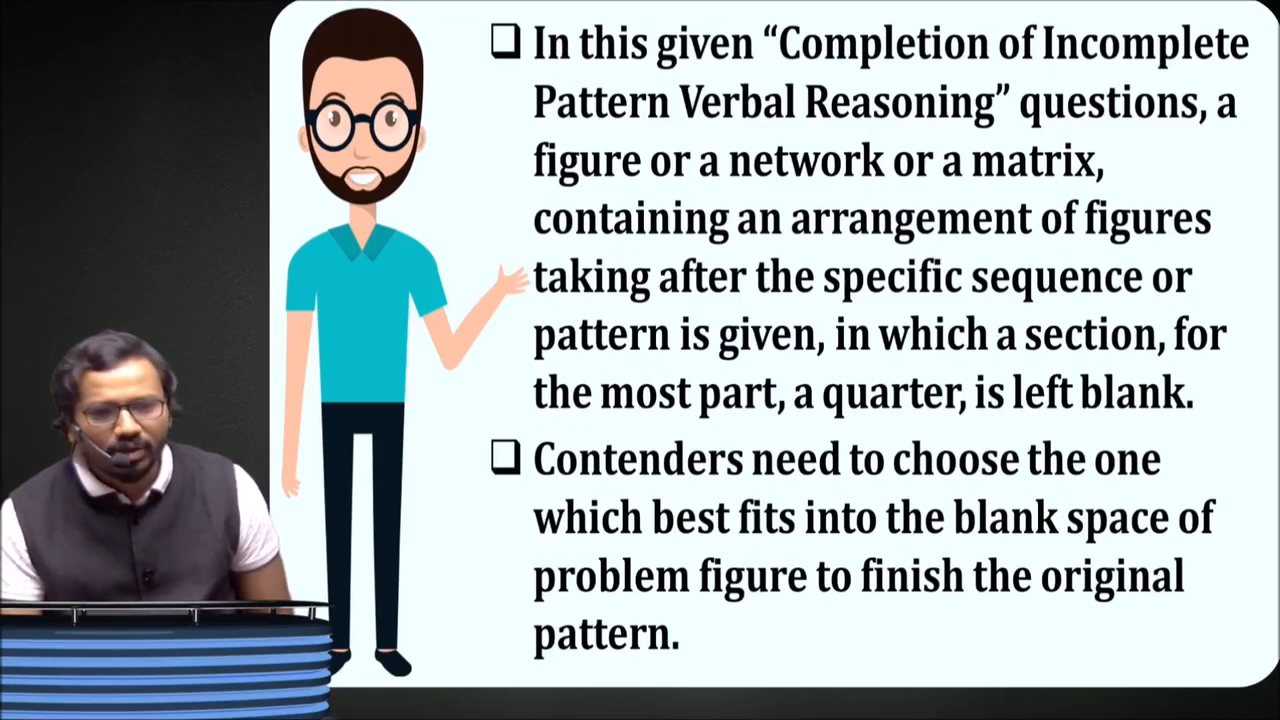 ❑ In this given “Completion of Incomplete
Pattern Verbal Reasoning” questions, a
figure or a network or a matrix,
containing an arrangement of figures
taking after the specific sequence or
pattern is given, in which a section, for
the most part, a quarter, is left blank.
❑ Contenders need to choose the one
which best fits into the blank space of
problem figure to finish the original
pattern.